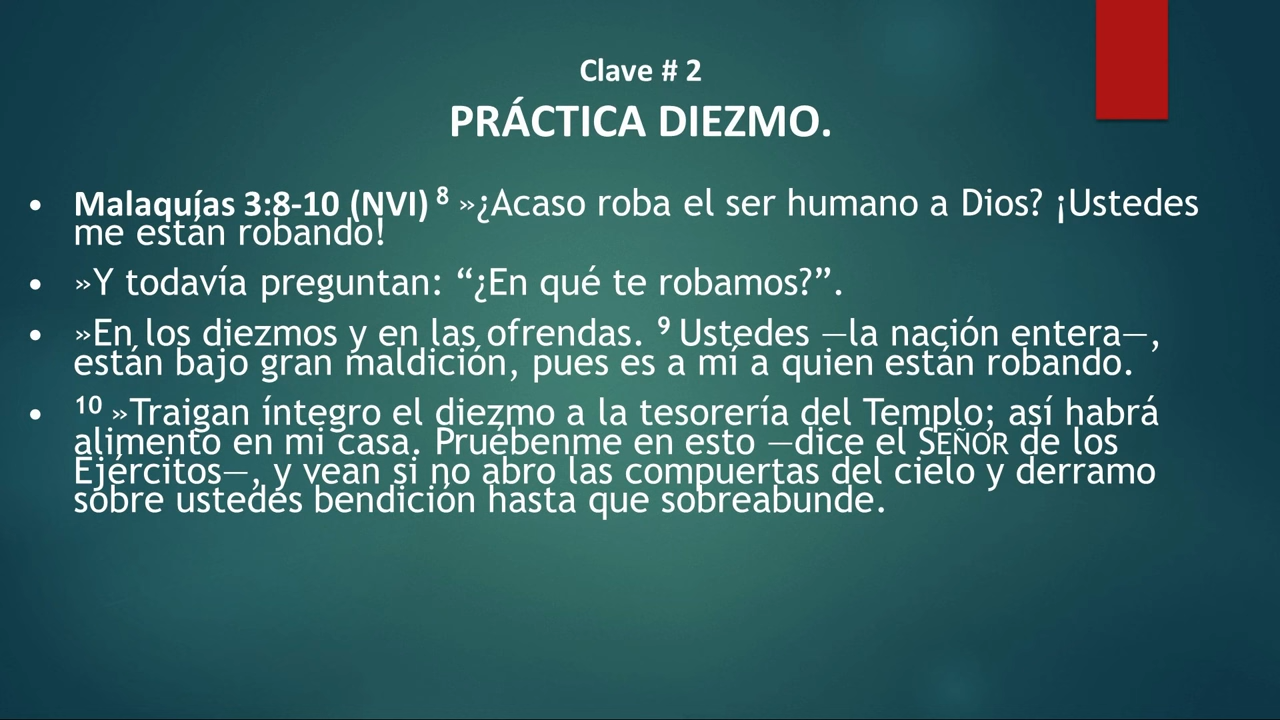 Clave # 2
PRÁCTICA DIEZMO.
• Malaquías 3:8-10 (NVI) 8 »¿Acaso roba el ser humano a Dios? ¡Ustedes
me están robando!
• »Y todavía preguntan: “¿En qué te robamos?”.
• »En los diezmos y en las ofrendas. 9 Ustedes —la nación entera—,
están bajo gran maldición, pues es a mí a quien están robando.
• 10 »Traigan íntegro el diezmo a la tesorería del Templo; así habrá
alimento en mi casa. Pruébenme en esto —dice el SEÑOR de los
Ejércitos—, y vean si no abro las compuertas del cielo y derramo
sobre ustedes bendición hasta que sobreabunde.